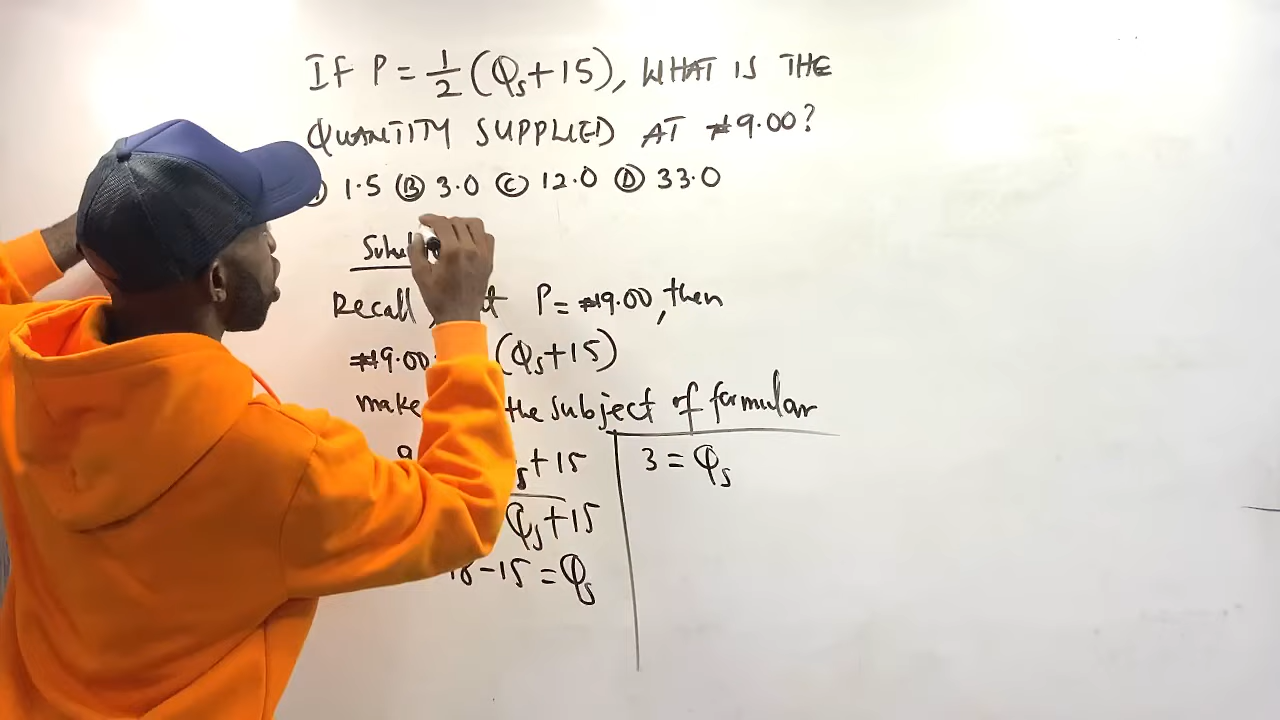 IF P = 1/2 (Qs + 15), WHAT IS THE
QUANTITY SUPPLIED AT ₦9.00?
1.5 Ⓑ 3.0 Ⓒ 12.0 Ⓓ 33.0
Recall, P = ₦9.00, then
₦9.00 (Qs + 15)
make the subject of formular
9 s + 15
Qs + 15
18 - 15 = Qs
3 = Qs